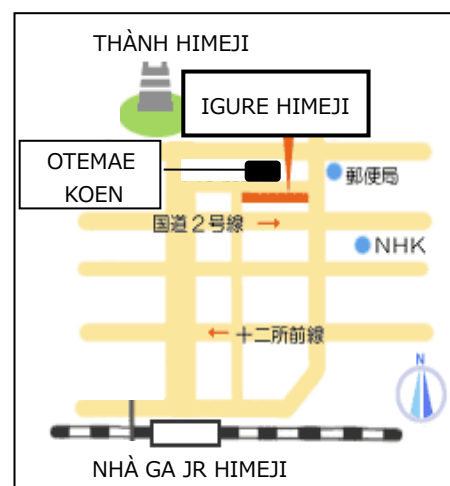 THÀNH HIMEJI
IGURE HIMEJI
OTEMAE
KOEN
郵便局
国道２号線 →
NHK
← 十二所前線
N
NHÀ GA JR HIMEJI